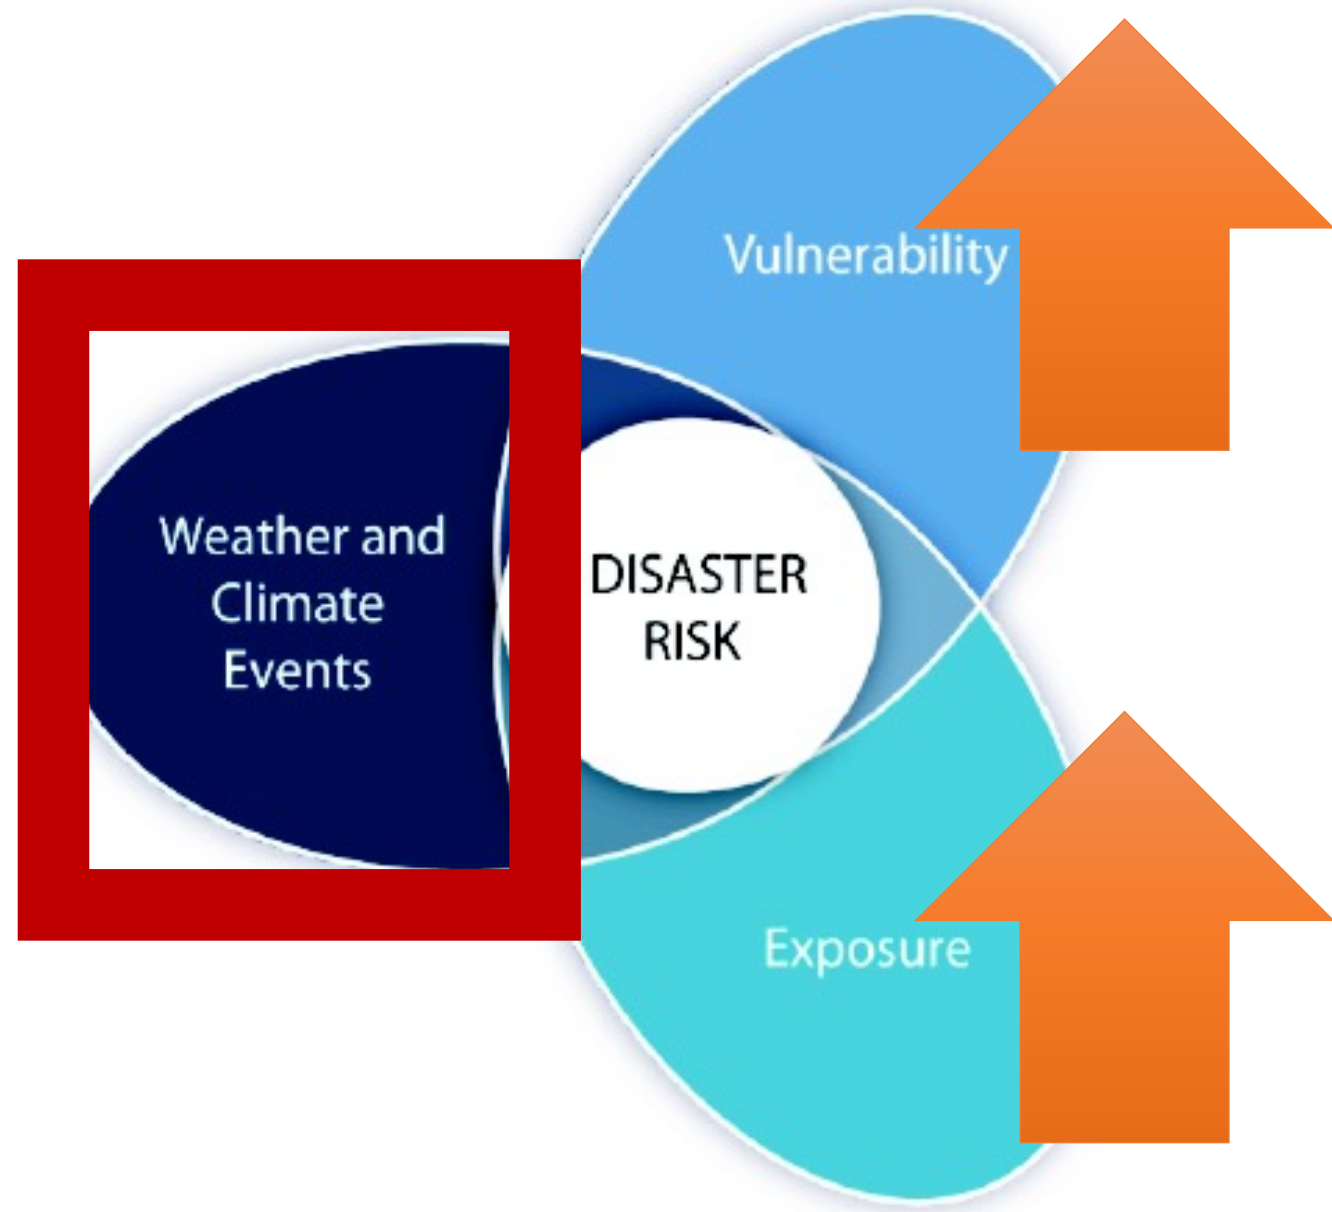 Vulnerability
Weather and
Climate
Events
DISASTER
RISK
Exposure